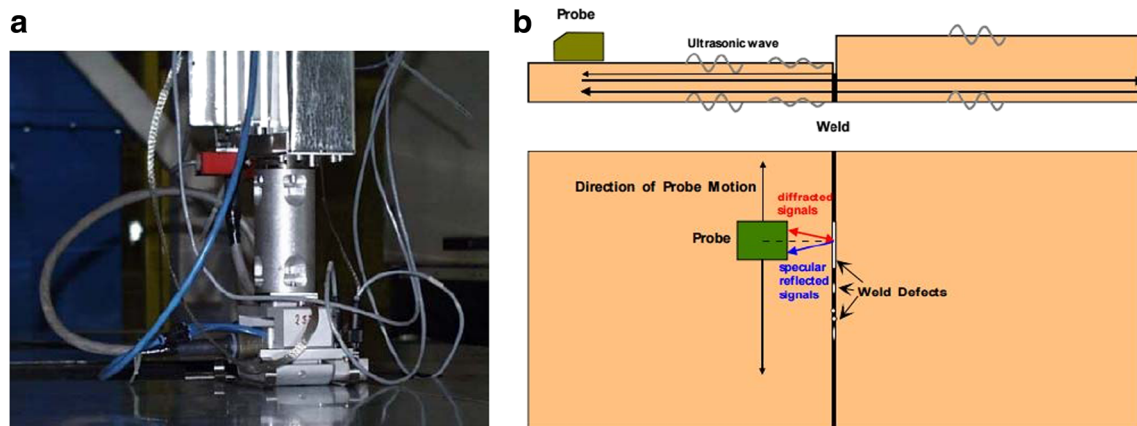 a
b
Probe
Ultrasonic wave
Weld
Direction of Probe Motion
diffracted
signals
Probe
specular
reflected
signals
Weld Defects